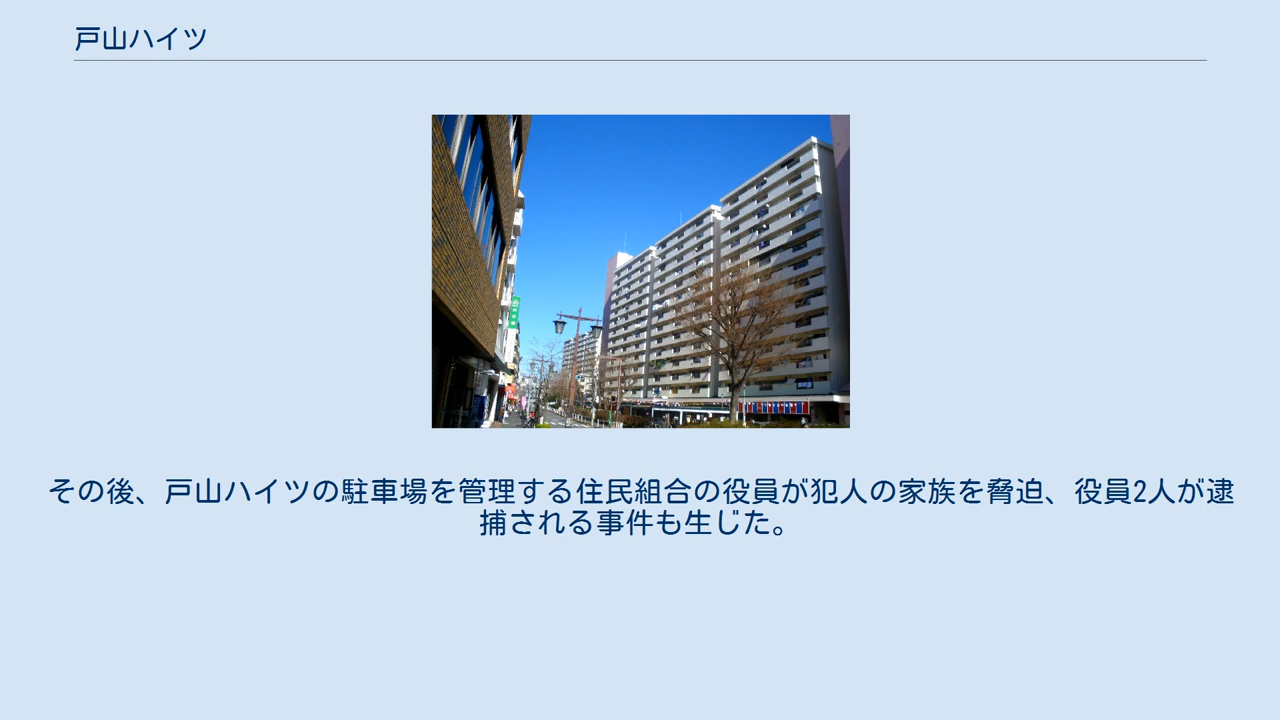 戸山ハイツ
その後、戸山ハイツの駐車場を管理する住民組合の役員が犯人の家族を脅迫、役員2人が逮
捕される事件も生じた。